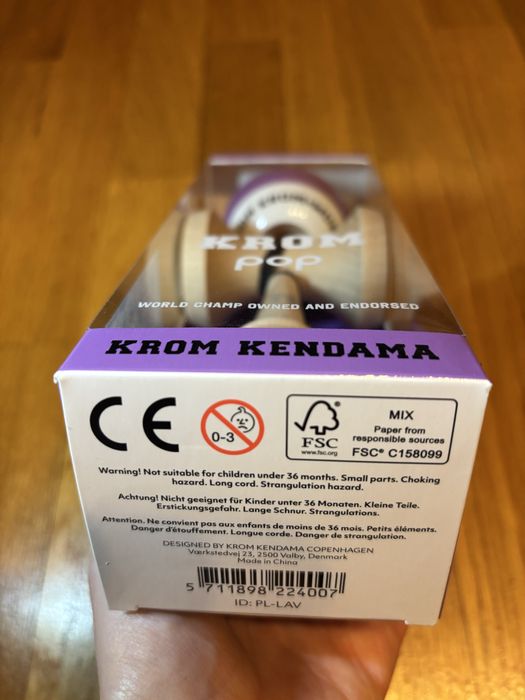 KROM
pop
WORLD CHAMP OWNED AND ENDORSED
KROM KENDAMA
CE
0-3
FSC
www.fsc.org
MIX
Paper from
responsible sources
FSC® C158099
Warning! Not suitable for children under 36 months. Small parts. Choking
hazard. Long cord. Strangulation hazard.
Achtung! Nicht geeignet für Kinder unter 36 Monaten. Kleine Teile.
Erstickungsgefahr. Lange Schnur. Strangulations.
Attention. Ne convient pas aux enfants de moins de 36 mois. Petits éléments.
Danger d'étouffement. Longue corde. Danger de strangulation.
DESIGNED BY KROM KENDAMA COPENHAGEN
Værkstedvej 23, 2500 Valby, Denmark
Made in China
5 711898 224007
ID: PL-LAV